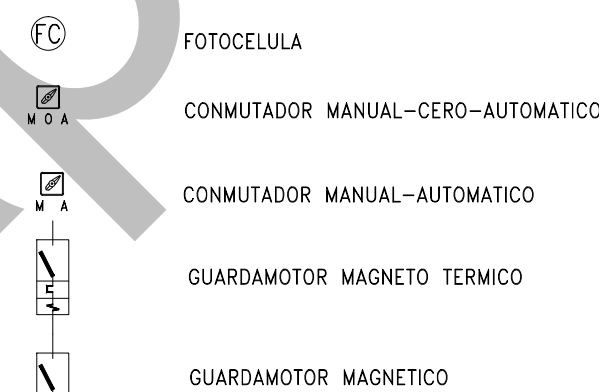 FC FOTOCELULA
M O A CONMUTADOR MANUAL-CERO-AUTOMATICO
M A CONMUTADOR MANUAL-AUTOMATICO
GUARDAMOTOR MAGNETO TERMICO
GUARDAMOTOR MAGNETICO